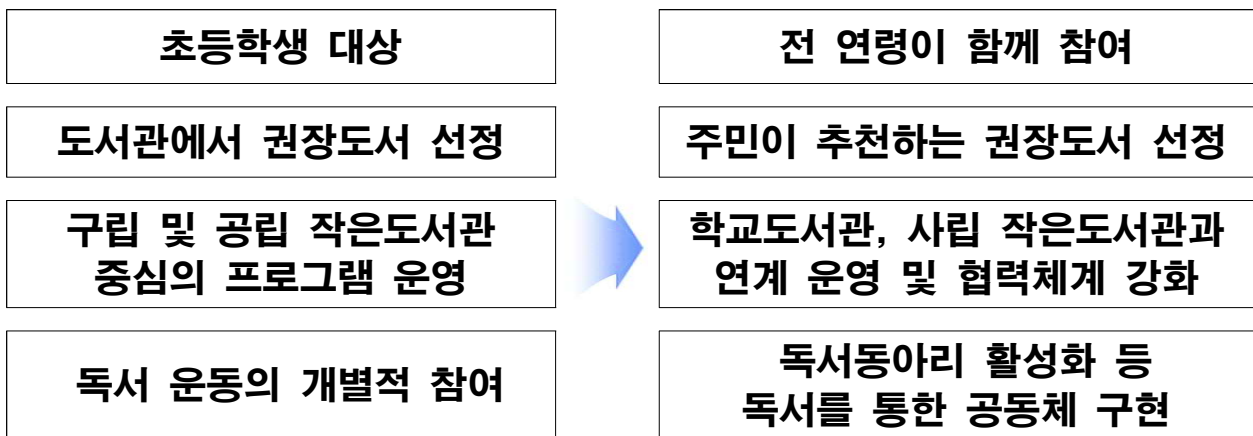 초등학생 대상
전 연령이 함께 참여
도서관에서 권장도서 선정
주민이 추천하는 권장도서 선정
구립 및 공립 작은도서관
중심의 프로그램 운영
학교도서관, 사립 작은도서관과
연계 운영 및 협력체계 강화
독서 운동의 개별적 참여
독서동아리 활성화 등
독서를 통한 공동체 구현